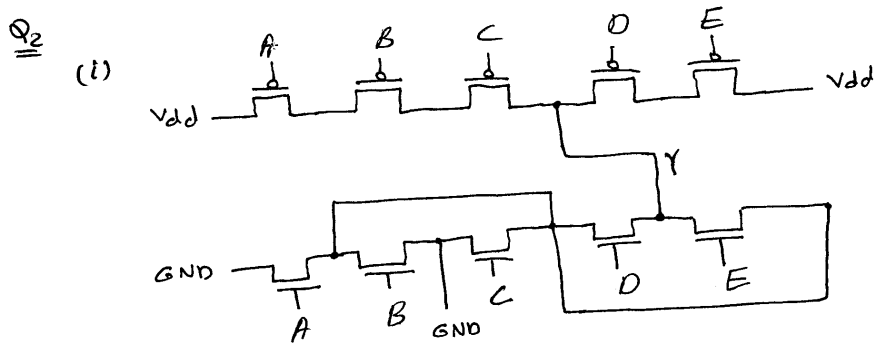 Q2
(i)
A B C D E
Vdd Vdd
Y
GND A B GND C D E